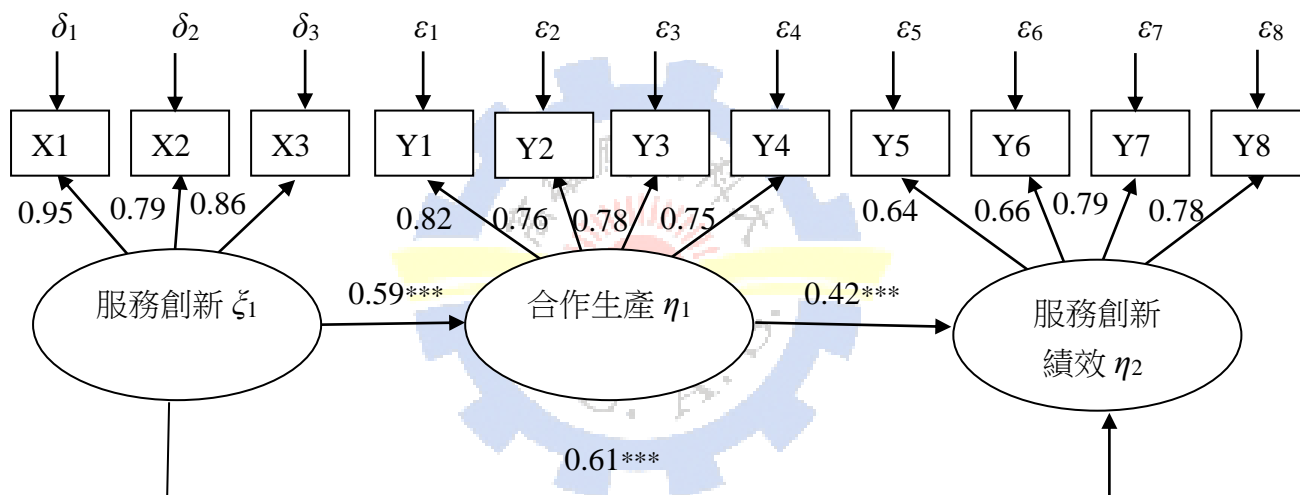 δ1 δ2 δ3 ε1 ε2 ε3 ε4 ε5 ε6 ε7 ε8
X1 X2 X3 Y1 Y2 Y3 Y4 Y5 Y6 Y7 Y8
0.95 0.79 0.86 0.82 0.76 0.78 0.75 0.64 0.66 0.79 0.78
服務創新 ξ1 0.59*** 合作生產 η1 0.42*** 服務創新
績效 η2
0.61***